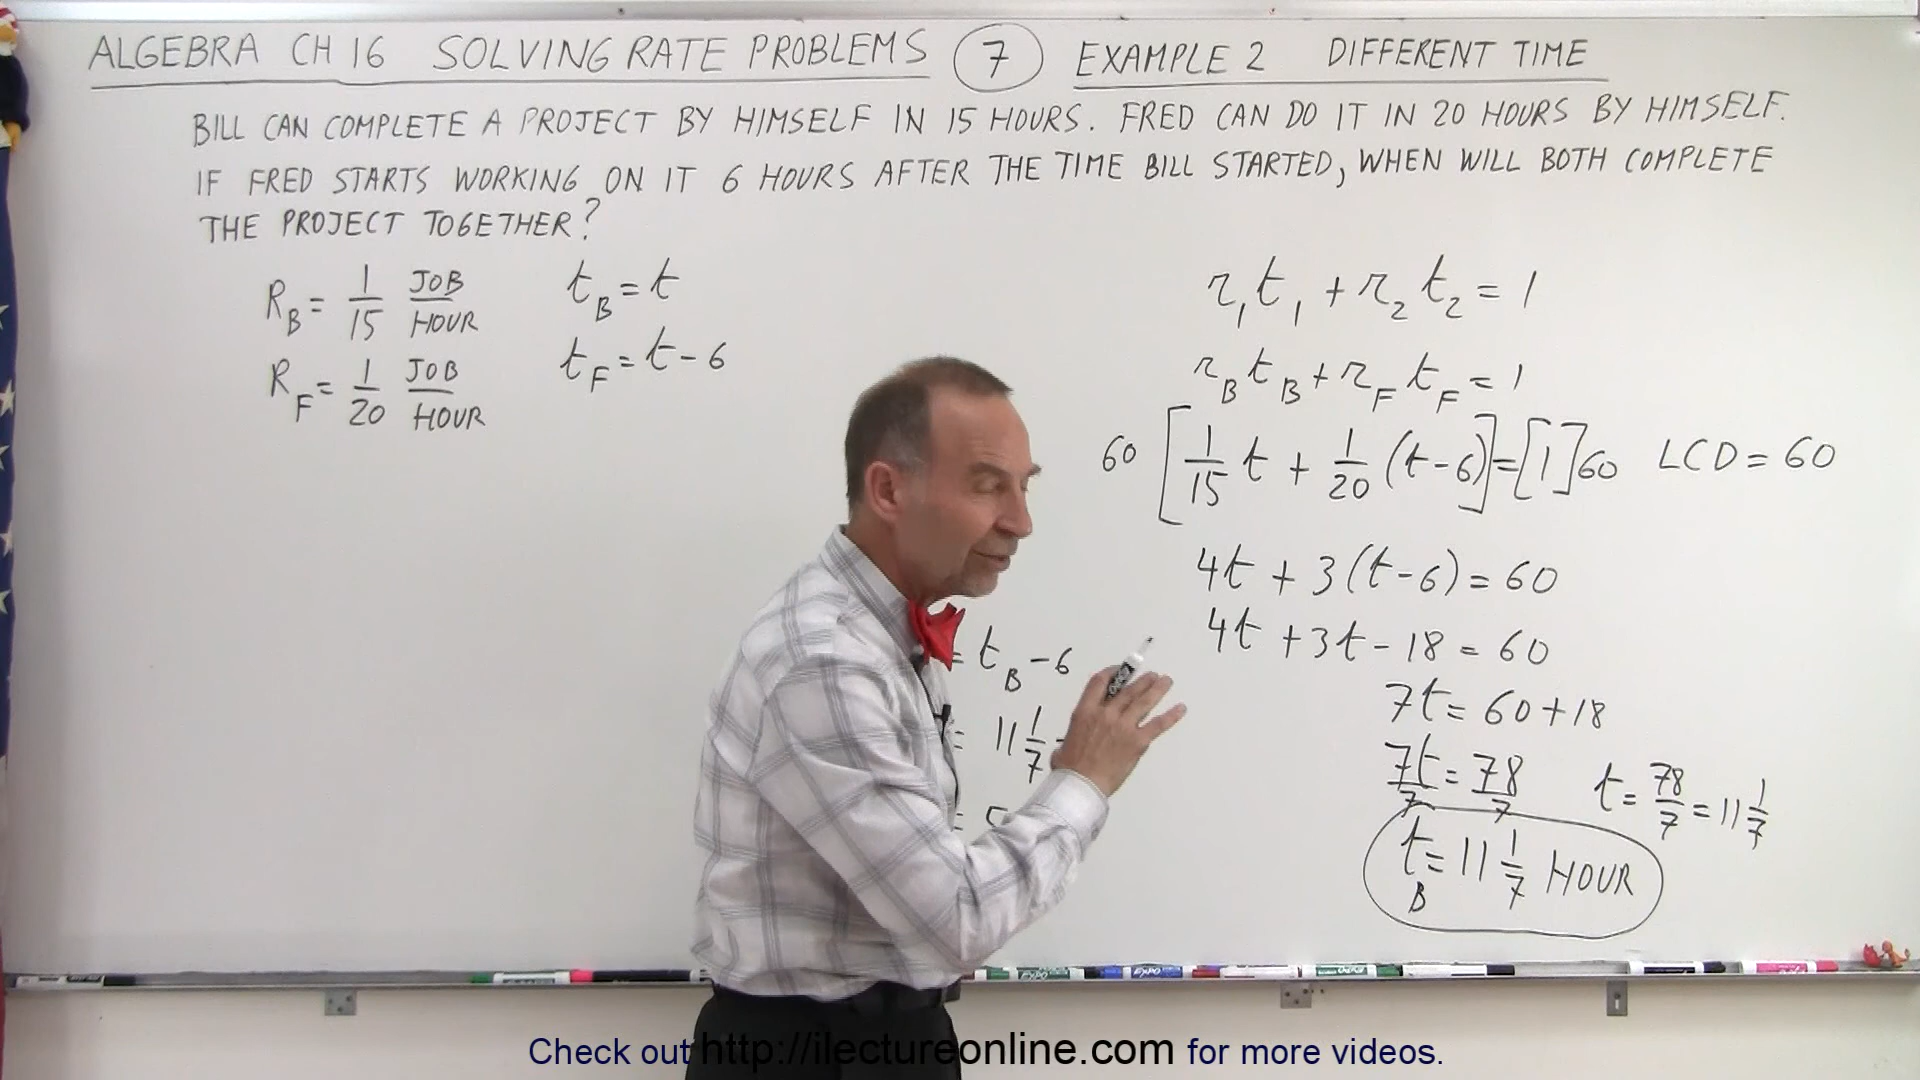 ALGEBRA CH 16 SOLVING RATE PROBLEMS 7 EXAMPLE 2 DIFFERENT TIME
BILL CAN COMPLETE A PROJECT BY HIMSELF IN 15 HOURS. FRED CAN DO IT IN 20 HOURS BY HIMSELF.
IF FRED STARTS WORKING ON IT 6 HOURS AFTER THE TIME BILL STARTED, WHEN WILL BOTH COMPLETE
THE PROJECT TOGETHER?
R_B = 1/15 JOB/HOUR t_B = t
R_F = 1/20 JOB/HOUR t_F = t - 6
r_1 t_1 + r_2 t_2 = 1
r_B t_B + r_F t_F = 1
60 [1/15 t + 1/20 (t - 6)] = [1] 60 LCD = 60
4t + 3(t - 6) = 60
4t + 3t - 18 = 60
= t_B - 6
7t = 60 + 18
= 11 1/7 -
7t/7 = 78/7 t = 78/7 = 11 1/7
= 5
t_B = 11 1/7 HOUR
Check out http://ilectureonline.com for more videos.